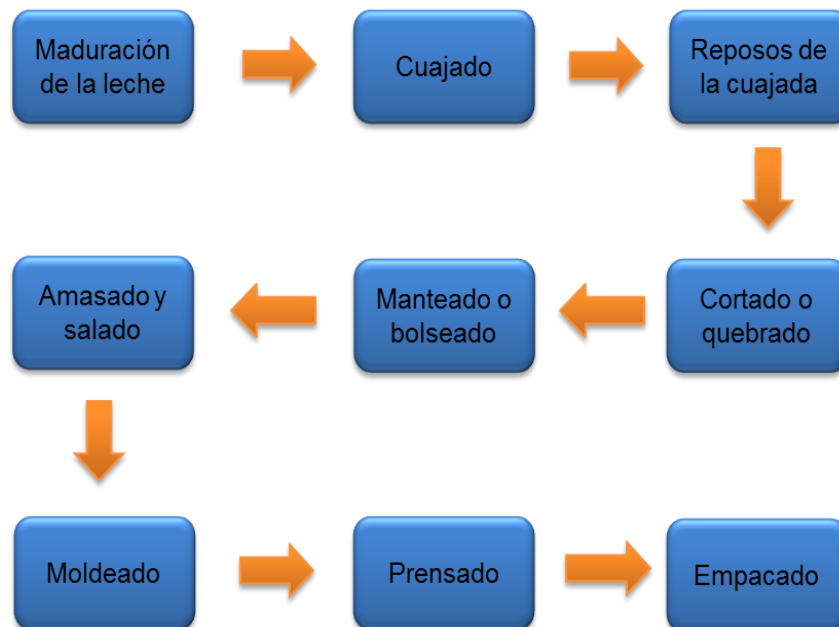 Maduración
de la leche
Cuajado
Reposos de
la cuajada
Cortado o
quebrado
Manteado o
bolseado
Amasado y
salado
Moldeado
Prensado
Empacado